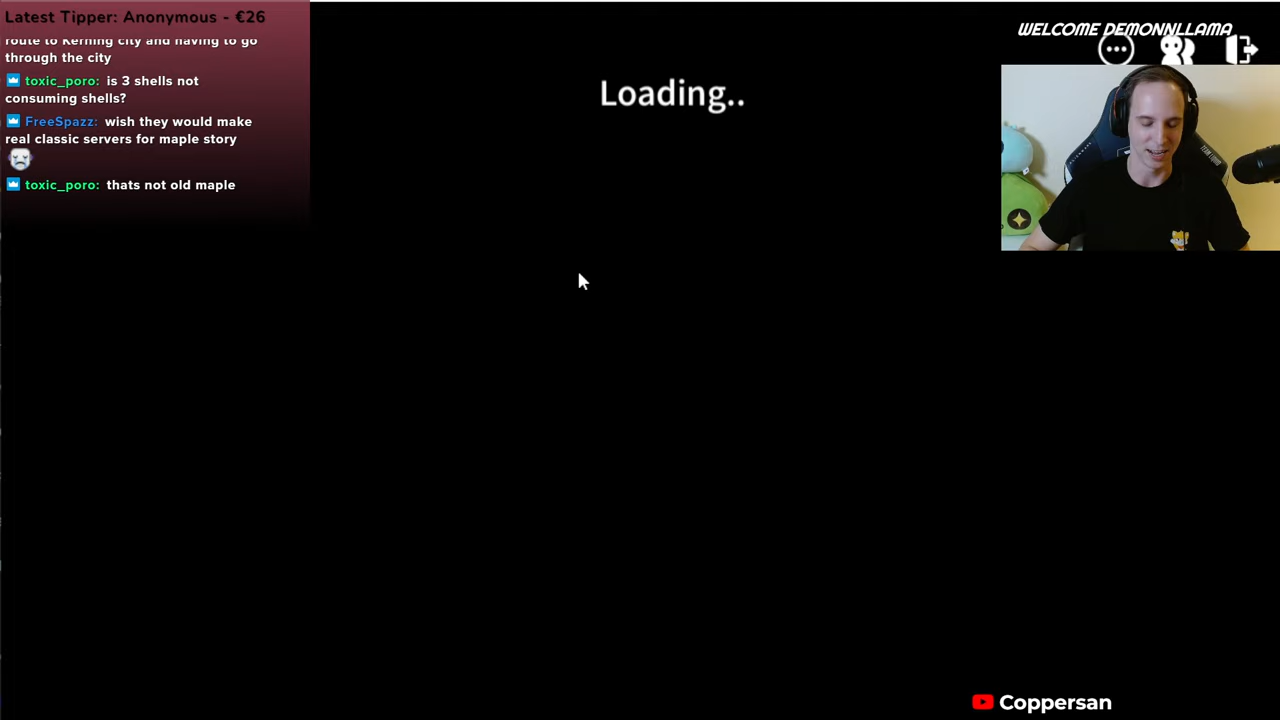 Latest Tipper: Anonymous - €26
route to Kerning city and having to go
through the city
toxic_poro: is 3 shells not
consuming shells?
FreeSpazz: wish they would make
real classic servers for maple story
toxic_poro: thats not old maple
Loading..
WELCOME DEMONNLLAMA
Coppersan